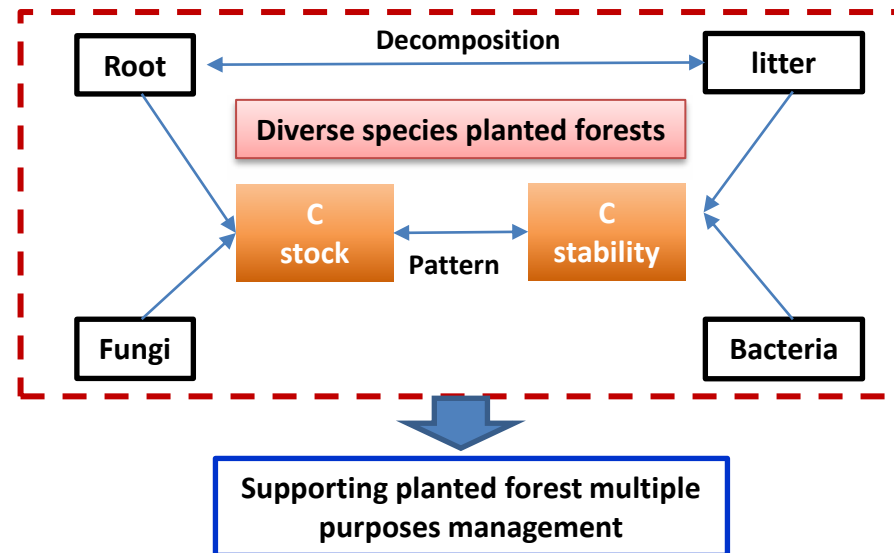 Decomposition
Root
litter
Diverse species planted forests
C
stock
C
stability
Pattern
Fungi
Bacteria
Supporting planted forest multiple
purposes management